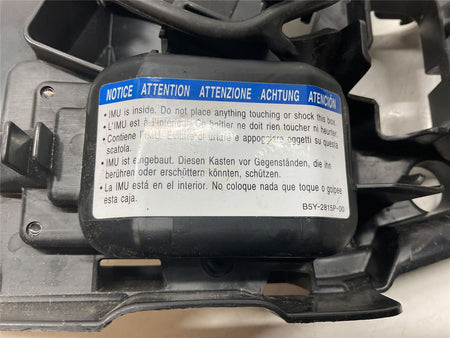 NOTICE ATTENTION ATTENZIONE ACHTUNG ATENCIÓN
• IMU is inside. Do not place anything touching or shock this box.
• L'IMU est à l'intérieur. Ce boîtier ne doit rien toucher ni heurter.
• Contiene l'IMU. Evitare di urtare e appoggiare oggetti su questa
scatola.
• IMU ist eingebaut. Diesen Kasten vor Gegenständen, die ihn
berühren oder erschüttern könnten, schützen.
• La IMU está en el interior. No coloque nada que toque o golpee
esta caja.
B5Y-2815P-00